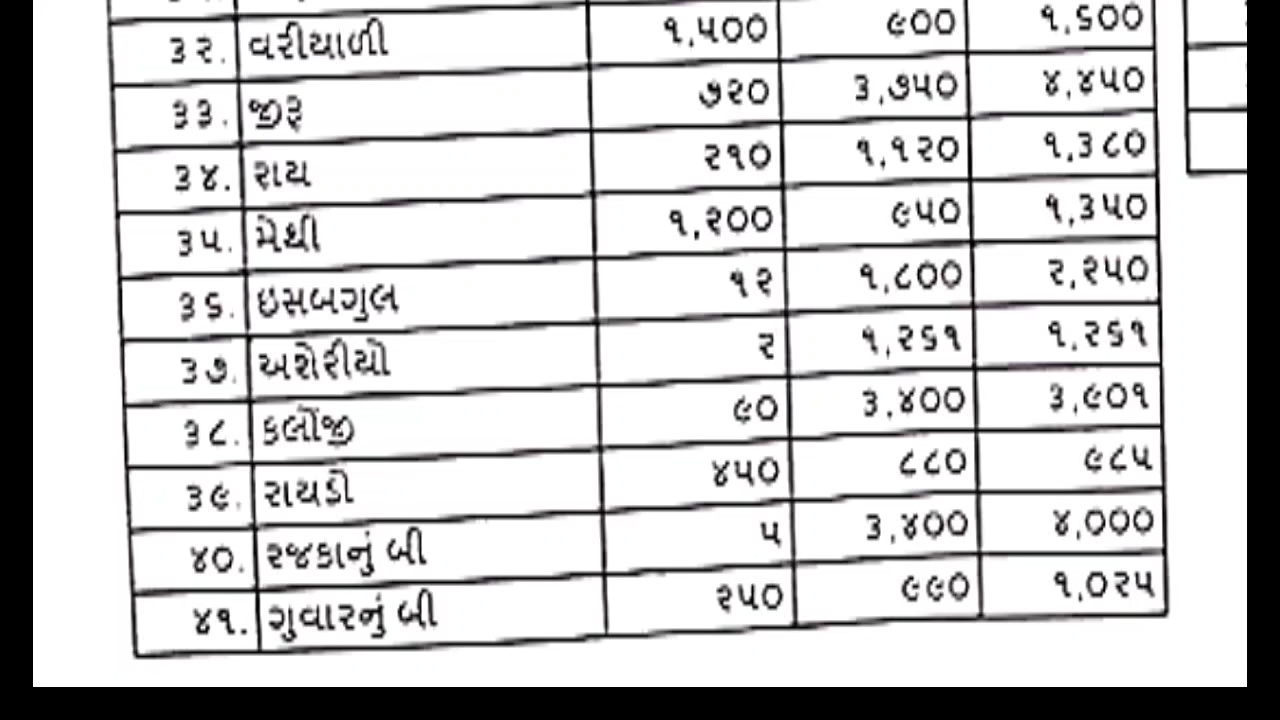 ૩૨. વરીયાળી ૧,૫૦૦ ૯૦૦ ૧,૬૦૦
૩૩. જીરૂ ૭૨૦ ૩,૭૫૦ ૪,૪૫૦
૩૪. રાય ૨૧૦ ૧,૧૨૦ ૧,૩૮૦
૩૫. મેથી ૧,૨૦૦ ૯૫૦ ૧,૩૫૦
૩૬. ઇસબગુલ ૧૨ ૧,૮૦૦ ૨,૨૫૦
૩૭. અશેરીયો ૨ ૧,૨૬૧ ૧,૨૬૧
૩૮. કલોંજી ૯૦ ૩,૪૦૦ ૩,૯૦૧
૩૯. રાયડો ૪૫૦ ૮૮૦ ૯૮૫
૪૦. રજકાનું બી ૫ ૩,૪૦૦ ૪,૦૦૦
૪૧. ગુવારનું બી ૨૫૦ ૯૯૦ ૧,૦૨૫